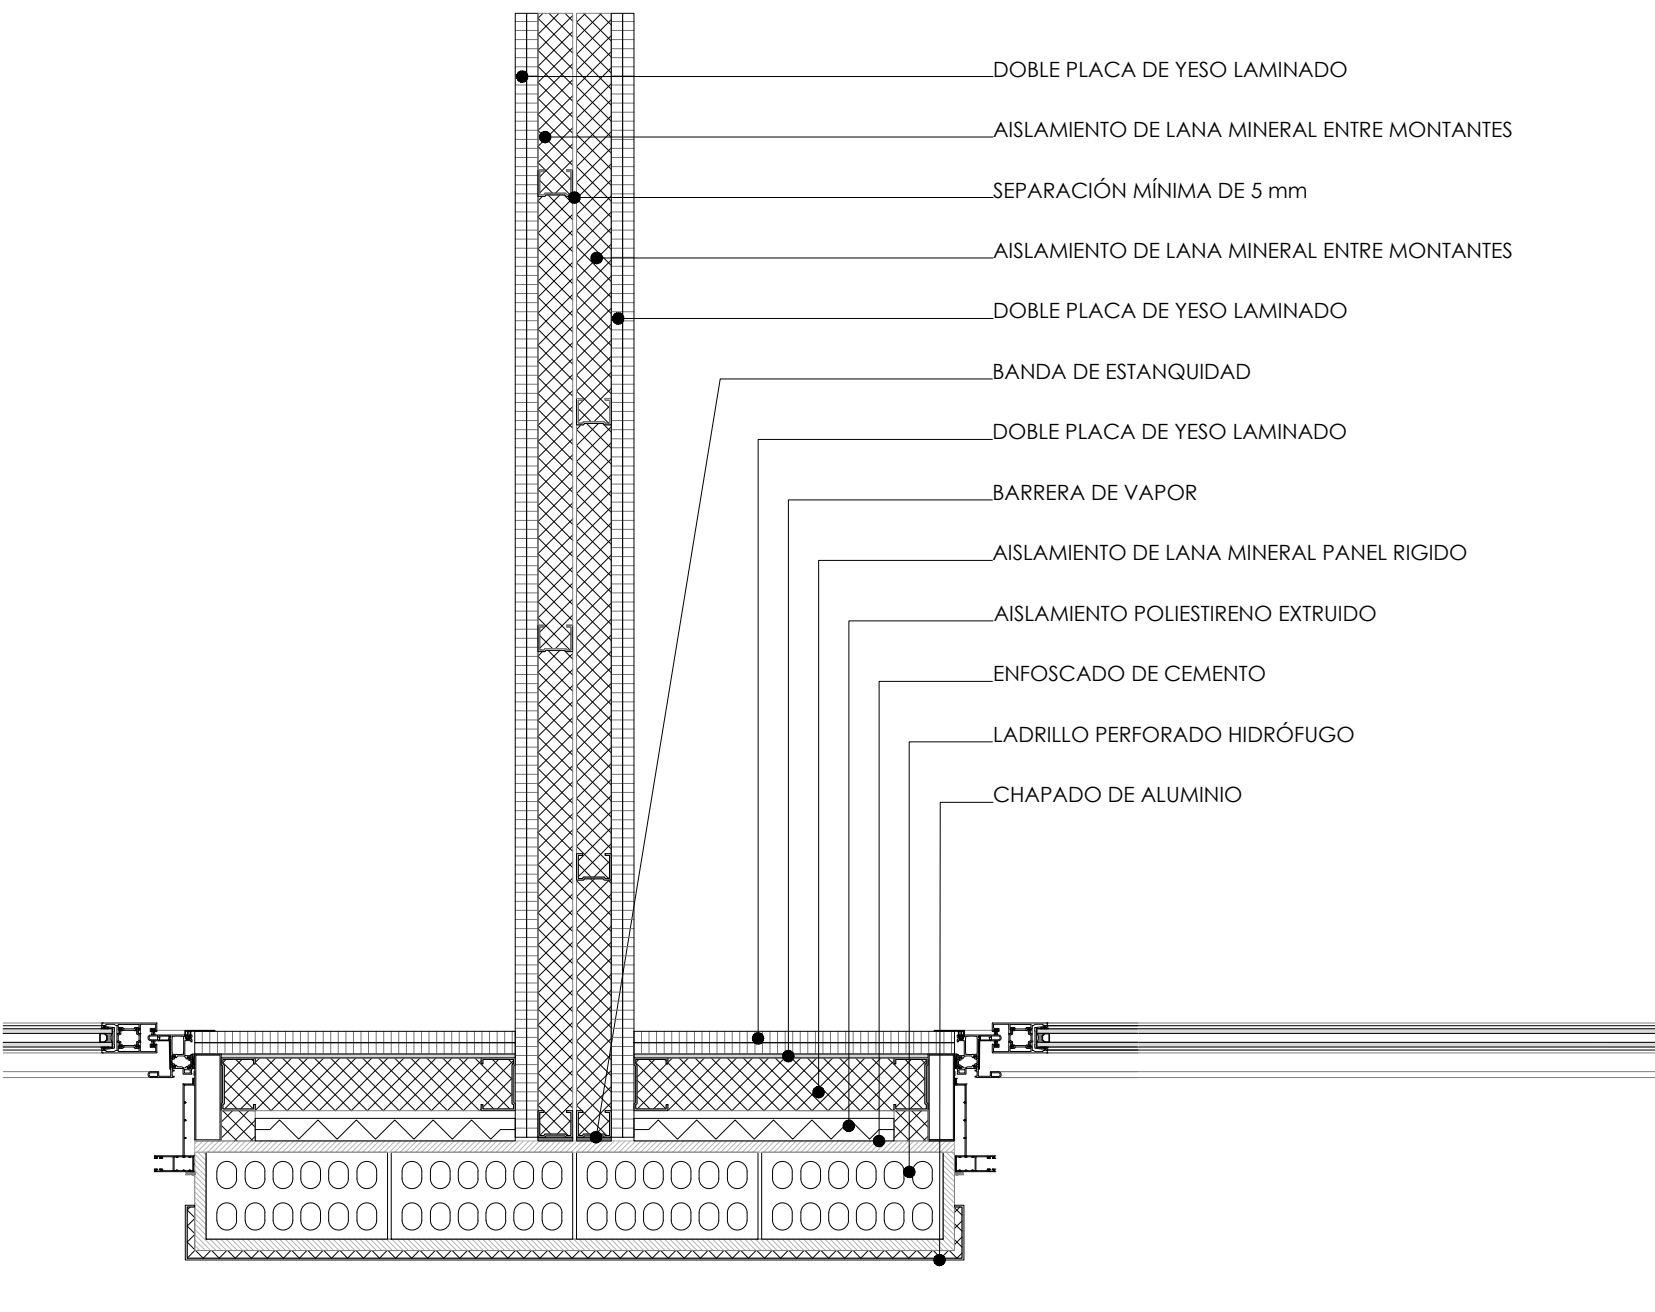 DOBLE PLACA DE YESO LAMINADO
AISLAMIENTO DE LANA MINERAL ENTRE MONTANTES
SEPARACIÓN MÍNIMA DE 5 mm
AISLAMIENTO DE LANA MINERAL ENTRE MONTANTES
DOBLE PLACA DE YESO LAMINADO
BANDA DE ESTANQUIDAD
DOBLE PLACA DE YESO LAMINADO
BARRERA DE VAPOR
AISLAMIENTO DE LANA MINERAL PANEL RIGIDO
AISLAMIENTO POLIESTIRENO EXTRUIDO
ENFOSCADO DE CEMENTO
LADRILLO PERFORADO HIDRÓFUGO
CHAPADO DE ALUMINIO